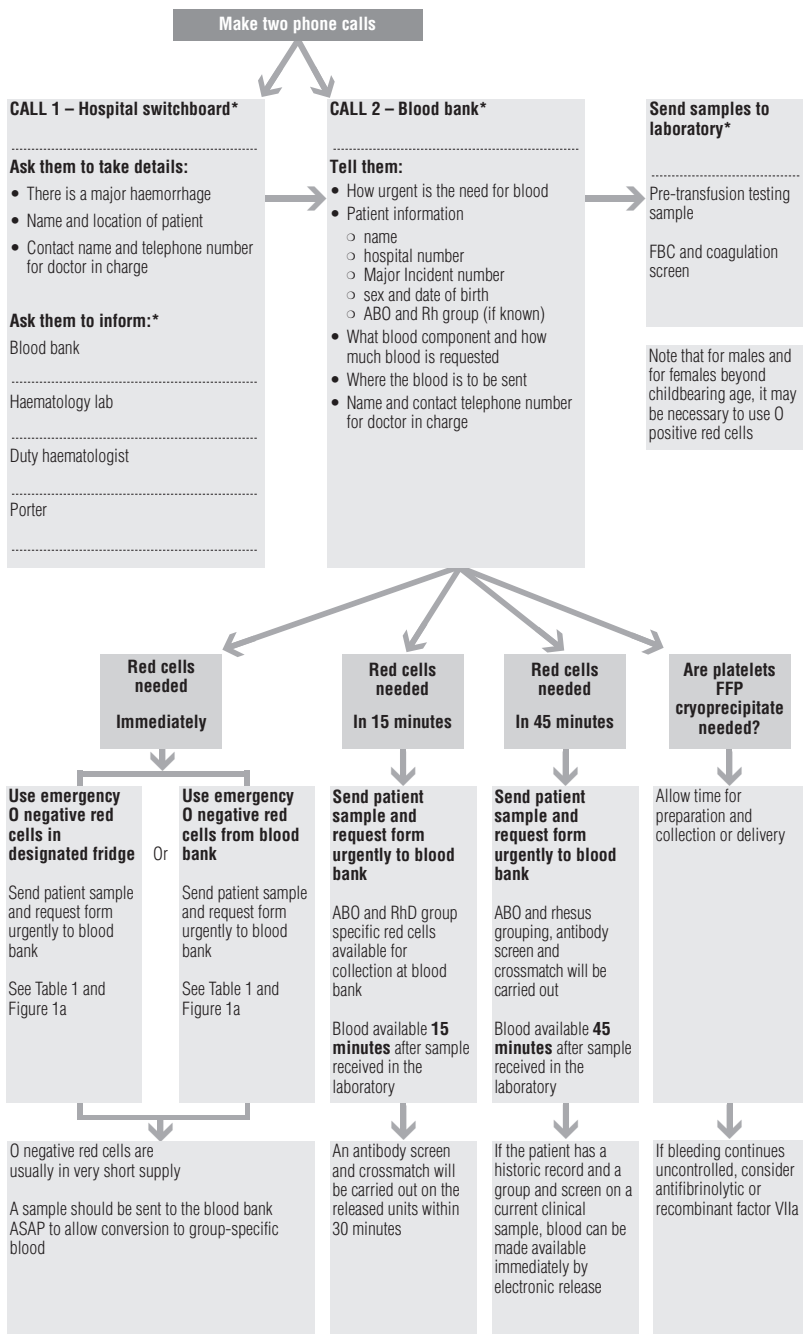 Make two phone calls
CALL 1 – Hospital switchboard*
Ask them to take details:
• There is a major haemorrhage
• Name and location of patient
• Contact name and telephone number
for doctor in charge
Ask them to inform:*
Blood bank
Haematology lab
Duty haematologist
Porter
CALL 2 – Blood bank*
Tell them:
• How urgent is the need for blood
• Patient information
○ name
○ hospital number
○ Major Incident number
○ sex and date of birth
○ ABO and Rh group (if known)
• What blood component and how
much blood is requested
• Where the blood is to be sent
• Name and contact telephone number
for doctor in charge
Send samples to
laboratory*
Pre-transfusion testing
sample
FBC and coagulation
screen
Note that for males and
for females beyond
childbearing age, it may
be necessary to use O
positive red cells
Red cells
needed
Immediately
Red cells
needed
In 15 minutes
Red cells
needed
In 45 minutes
Are platelets
FFP
cryoprecipitate
needed?
Use emergency
O negative red
cells in
designated fridge
Send patient sample
and request form
urgently to blood
bank
See Table 1 and
Figure 1a
Or
Use emergency
O negative red
cells from blood
bank
Send patient sample
and request form
urgently to blood
bank
See Table 1 and
Figure 1a
Send patient
sample and
request form
urgently to blood
bank
ABO and RhD group
specific red cells
available for
collection at blood
bank
Blood available 15
minutes after sample
received in the
laboratory
Send patient
sample and
request form
urgently to blood
bank
ABO and rhesus
grouping, antibody
screen and
crossmatch will be
carried out
Blood available 45
minutes after sample
received in the
laboratory
Allow time for
preparation and
collection or delivery
O negative red cells are
usually in very short supply
A sample should be sent to the blood bank
ASAP to allow conversion to group-specific
blood
An antibody screen
and crossmatch will
be carried out on the
released units within
30 minutes
If the patient has a
historic record and a
group and screen on a
current clinical
sample, blood can be
made available
immediately by
electronic release
If bleeding continues
uncontrolled, consider
antifibrinolytic or
recombinant factor VIIa